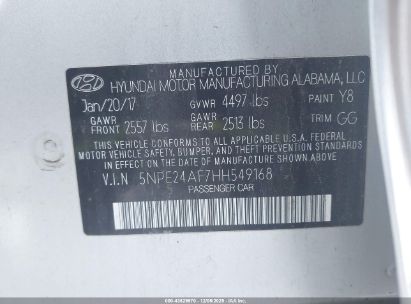 MANUFACTURED BY
HYUNDAI MOTOR MANUFACTURING ALABAMA, LLC
Jan/20/17 GVWR 4497 lbs PAINT Y8
GAWR FRONT 2557 lbs GAWR REAR 2513 lbs TRIM GG
THIS VEHICLE CONFORMS TO ALL APPLICABLE U.S.A FEDERAL
MOTOR VEHICLE SAFETY, BUMPER, AND THEFT PREVENTION
STANDARDS IN EFFECT ON THE DATE OF MANUFACTURE SHOWN ABOVE.
V.I.N 5NPE24AF7HH549168
PASSENGER CAR